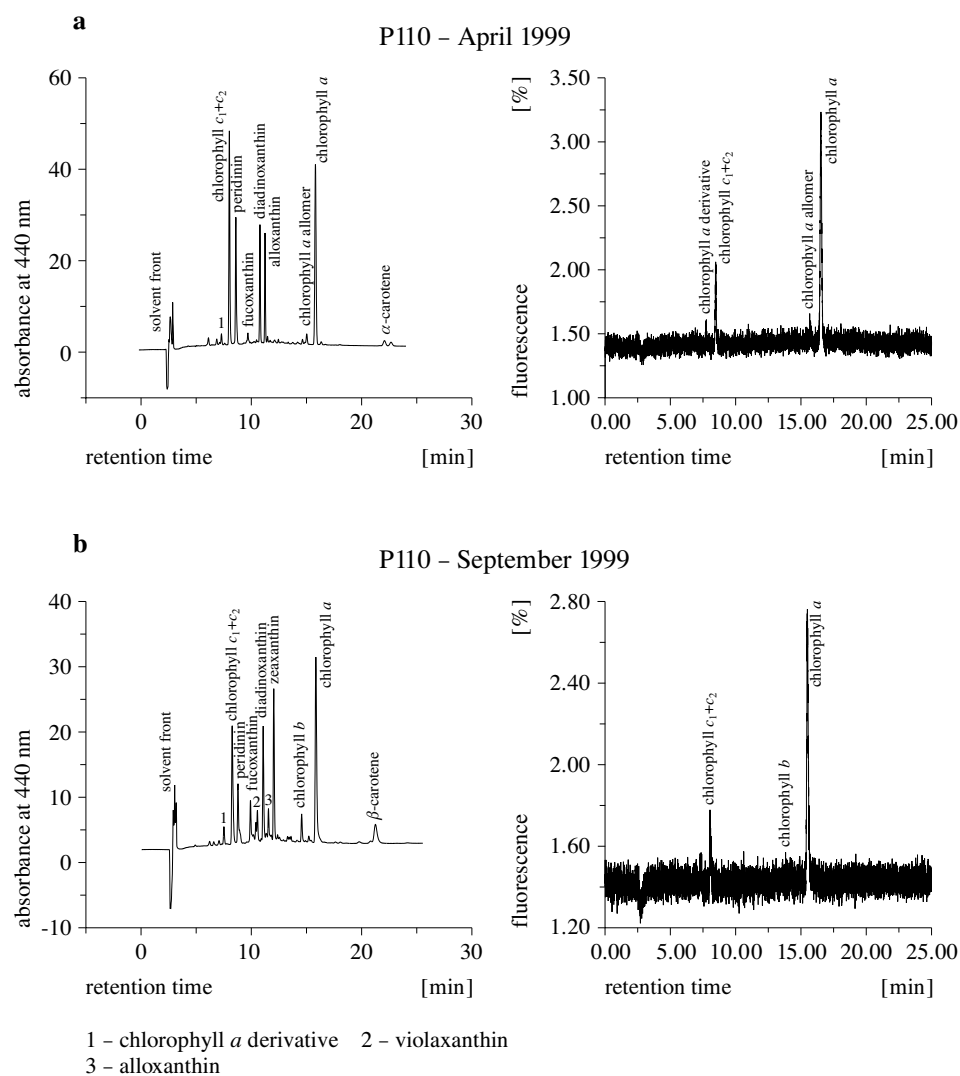 a
P110 – April 1999
60
40
20
0
absorbance at 440 nm
solvent front
1
chlorophyll c1+c2
peridinin
fucoxanthin
diadinoxanthin
alloxanthin
chlorophyll a allomer
chlorophyll a
α-carotene
0 10 20 30
retention time [min]
3.50
3.00
2.50
2.00
1.50
1.00
[%]
fluorescence
chlorophyll a derivative
chlorophyll c1+c2
chlorophyll a allomer
chlorophyll a
0.00 5.00 10.00 15.00 20.00 25.00
retention time [min]
b
P110 – September 1999
40
30
20
10
0
-10
absorbance at 440 nm
solvent front
1
chlorophyll c1+c2
peridinin
fucoxanthin
2
diadinoxanthin
3
zeaxanthin
chlorophyll b
chlorophyll a
β-carotene
0 10 20 30
retention time [min]
2.80
2.40
2.00
1.60
1.20
[%]
fluorescence
chlorophyll c1+c2
chlorophyll b
chlorophyll a
0.00 5.00 10.00 15.00 20.00 25.00
retention time [min]
1 – chlorophyll a derivative 2 – violaxanthin
3 – alloxanthin